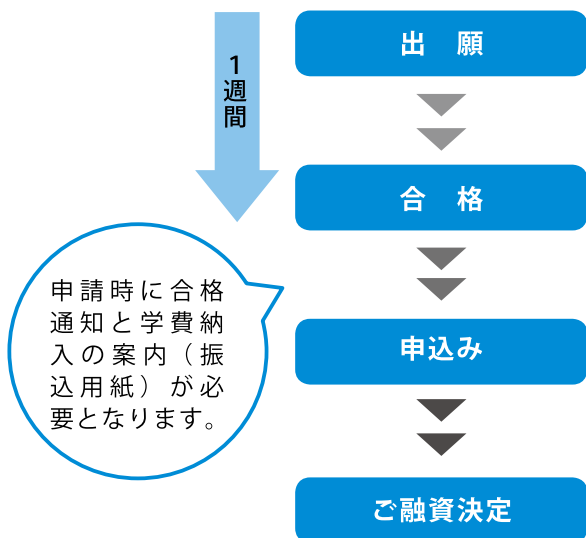 出　願
1週間
合　格
申請時に合格
通知と学費納
入の案内（振
込用紙）が必
要となります。
申込み
ご融資決定